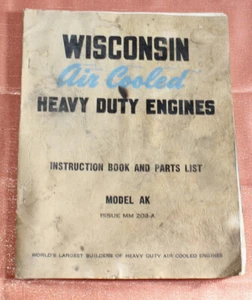 WISCONSIN
Air Cooled
HEAVY DUTY ENGINES
INSTRUCTION BOOK AND PARTS LIST
MODEL AK
ISSUE MM 202-A
WORLD'S LARGEST BUILDERS OF HEAVY DUTY AIR COOLED ENGINES